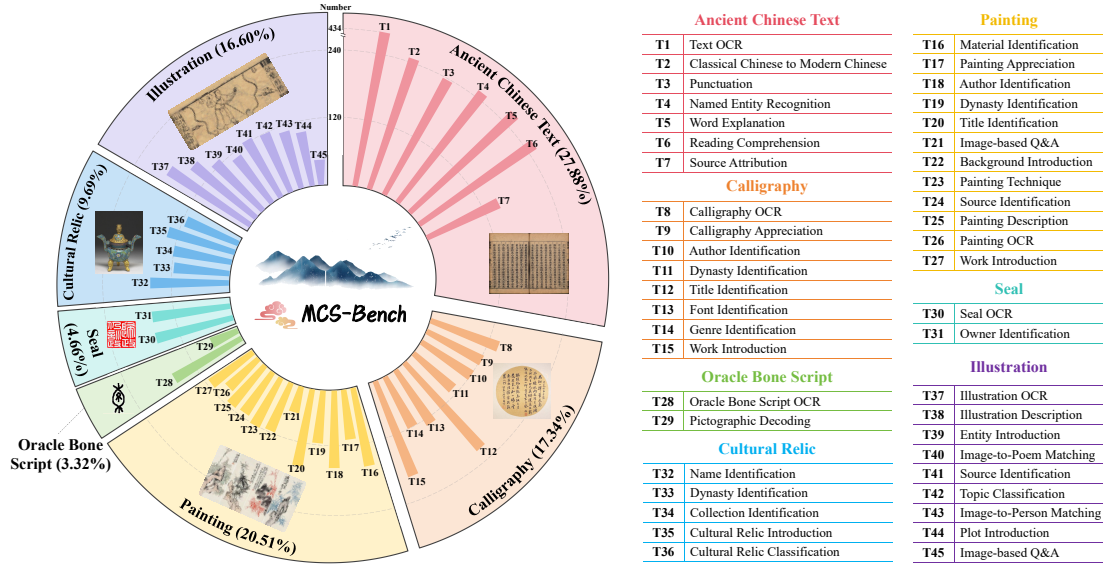 Number
434
240
120
Illustration (16.60%)
Ancient Chinese Text (27.88%)
Cultural Relic (9.69%)
Seal
(4.66%)
Oracle Bone
Script (3.32%)
Painting (20.51%)
Calligraphy (17.34%)
MCS-Bench
T1
T2
T3
T4
T5
T6
T7
T8
T9
T10
T11
T12
T13
T14
T15
T16
T17
T18
T19
T20
T21
T22
T23
T24
T25
T26
T27
T28
T29
T30
T31
T32
T33
T34
T35
T36
T37
T38
T39
T40
T41
T42
T43
T44
T45
Ancient Chinese Text
T1 Text OCR
T2 Classical Chinese to Modern Chinese
T3 Punctuation
T4 Named Entity Recognition
T5 Word Explanation
T6 Reading Comprehension
T7 Source Attribution
Calligraphy
T8 Calligraphy OCR
T9 Calligraphy Appreciation
T10 Author Identification
T11 Dynasty Identification
T12 Title Identification
T13 Font Identification
T14 Genre Identification
T15 Work Introduction
Oracle Bone Script
T28 Oracle Bone Script OCR
T29 Pictographic Decoding
Cultural Relic
T32 Name Identification
T33 Dynasty Identification
T34 Collection Identification
T35 Cultural Relic Introduction
T36 Cultural Relic Classification
Painting
T16 Material Identification
T17 Painting Appreciation
T18 Author Identification
T19 Dynasty Identification
T20 Title Identification
T21 Image-based Q&A
T22 Background Introduction
T23 Painting Technique
T24 Source Identification
T25 Painting Description
T26 Painting OCR
T27 Work Introduction
Seal
T30 Seal OCR
T31 Owner Identification
Illustration
T37 Illustration OCR
T38 Illustration Description
T39 Entity Introduction
T40 Image-to-Poem Matching
T41 Source Identification
T42 Topic Classification
T43 Image-to-Person Matching
T44 Plot Introduction
T45 Image-based Q&A